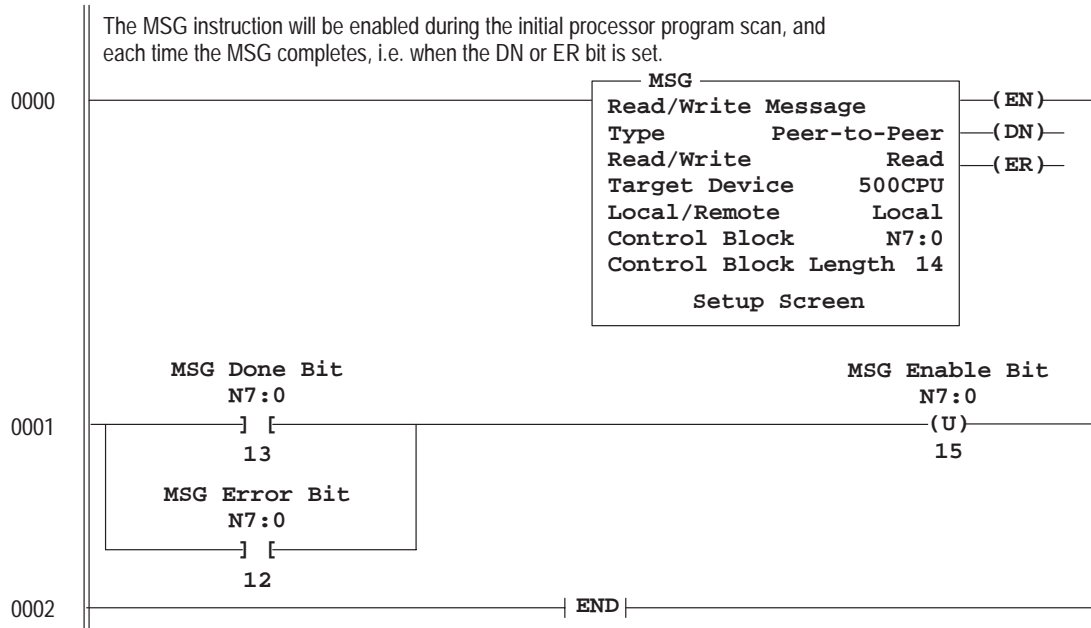 The MSG instruction will be enabled during the initial processor program scan, and
each time the MSG completes, i.e. when the DN or ER bit is set.
MSG
0000
Read/Write Message
(EN)
Type Peer-to-Peer
(DN)
Read/Write Read
(ER)
Target Device 500CPU
Local/Remote Local
Control Block N7:0
Control Block Length 14
Setup Screen
MSG Done Bit
N7:0
MSG Enable Bit
N7:0
0001
] [
13
(U)
15
MSG Error Bit
N7:0
] [
12
0002
END